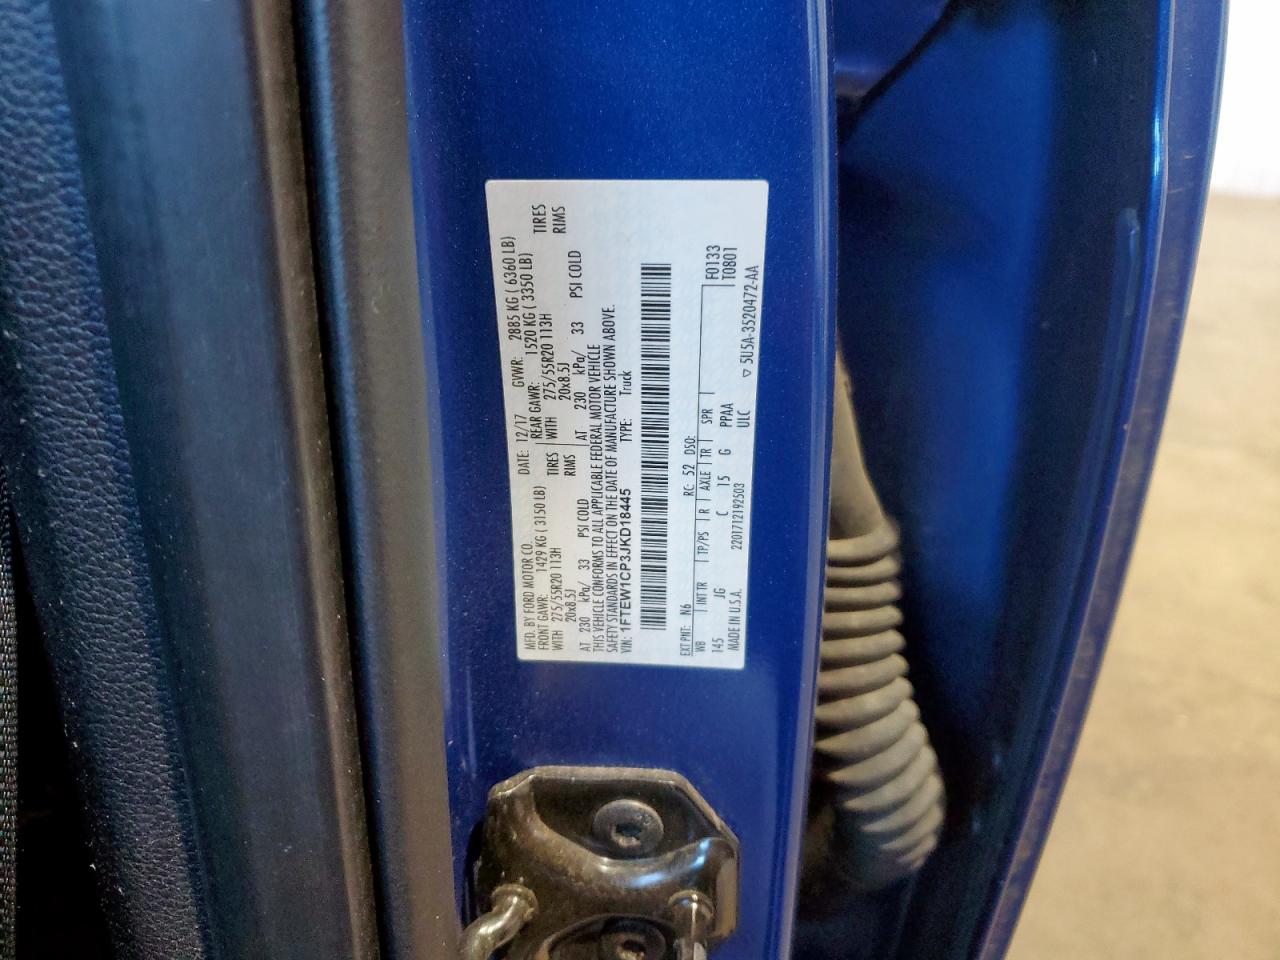 MFD. BY FORD MOTOR CO. DATE: 12/17 GVWR: 2885 KG ( 6360 LB)
FRONT GAWR: 1429 KG ( 3150 LB) REAR GAWR: 1520 KG ( 3350 LB)
WITH 275/55R20 113H TIRES WITH 275/55R20 113H TIRES
20x8.5J RIMS 20x8.5J RIMS
AT 230 kPa/ 33 PSI COLD AT 230 kPa/ 33 PSI COLD
THIS VEHICLE CONFORMS TO ALL APPLICABLE FEDERAL MOTOR VEHICLE
SAFETY STANDARDS IN EFFECT ON THE DATE OF MANUFACTURE SHOWN ABOVE.
VIN: 1FTEW1CP3JKD18445 TYPE: Truck
EXT PNT: N6 RC: 52 DSO:
WB INT TR TP/PS R AXLE TR SPR F0133
145 JG C 15 G PPAA T0801
MADE IN U.S.A. 2201712192503 ULC ▽ 5U5A-3520472-AA